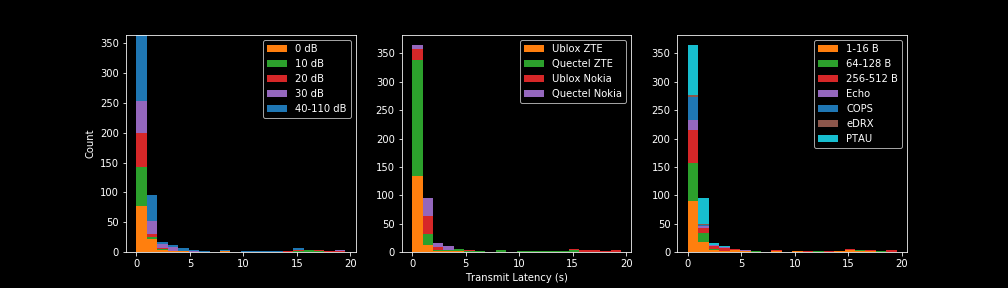 Count
350
300
250
200
150
100
50
0
0 dB
10 dB
20 dB
30 dB
40-110 dB
0 5 10 15 20
350
300
250
200
150
100
50
0
Ublox ZTE
Quectel ZTE
Ublox Nokia
Quectel Nokia
0 5 10 15 20
Transmit Latency (s)
350
300
250
200
150
100
50
0
1-16 B
64-128 B
256-512 B
Echo
COPS
eDRX
PTAU
0 5 10 15 20